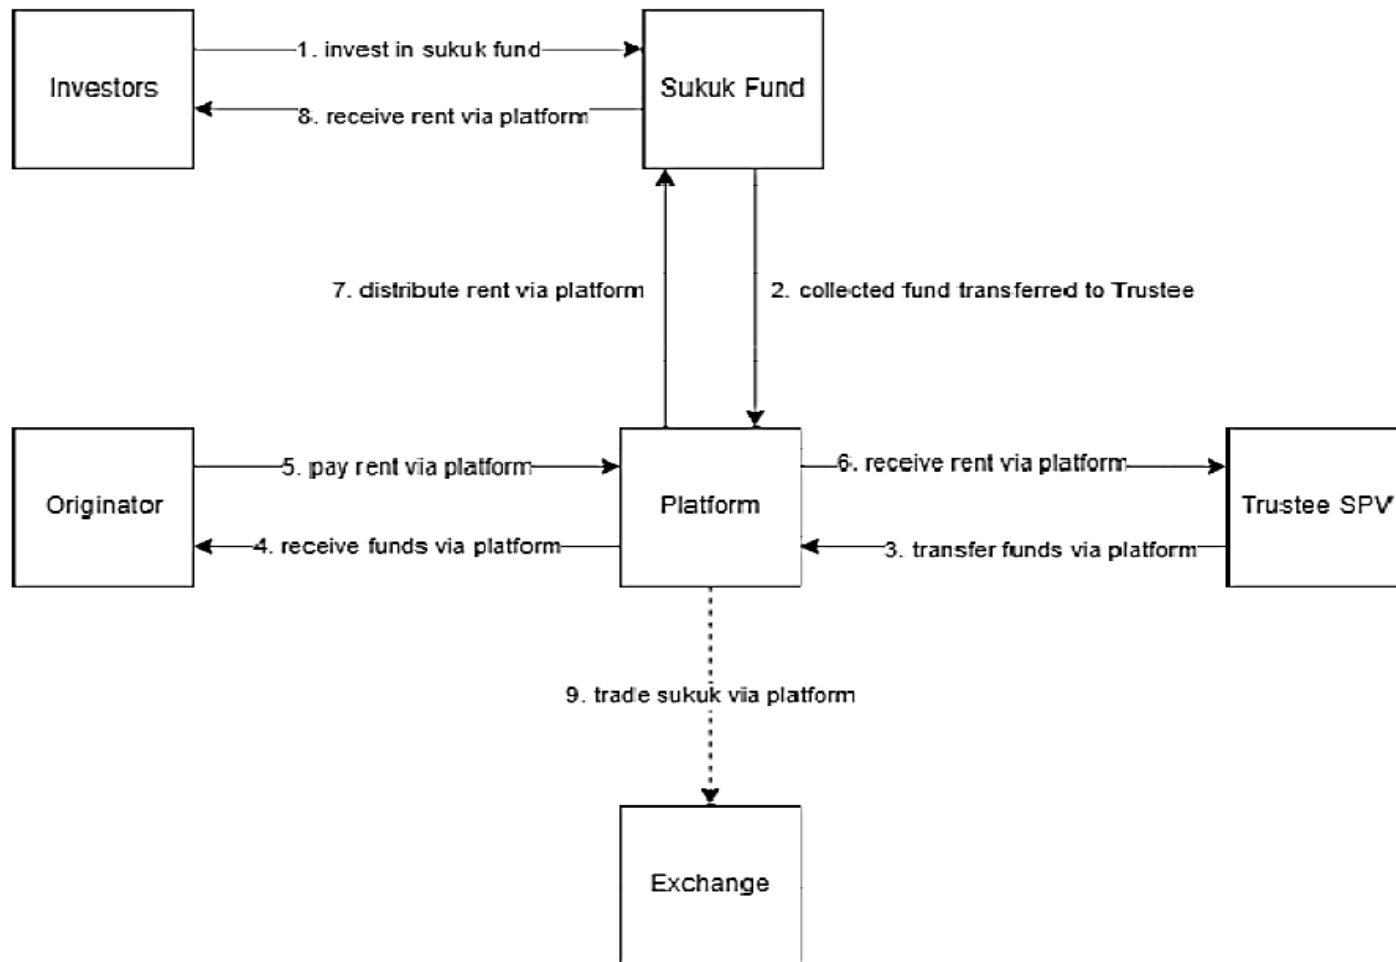 Investors
1. invest in sukuk fund
Sukuk Fund
8. receive rent via platform
7. distribute rent via platform
2. collected fund transferred to Trustee
Originator
5. pay rent via platform
Platform
6. receive rent via platform
Trustee SPV
4. receive funds via platform
3. transfer funds via platform
9. trade sukuk via platform
Exchange